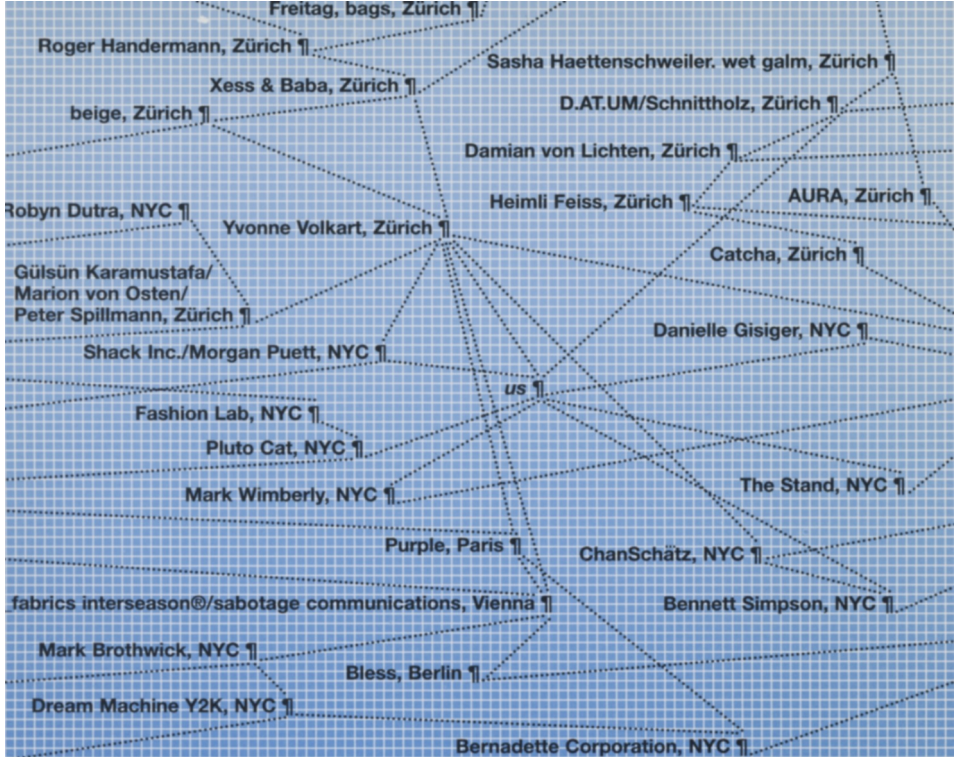 Freitag, bags, Zürich ¶
Roger Handermann, Zürich ¶
Sasha Haettenschweiler. wet galm, Zürich ¶
Xess & Baba, Zürich ¶
D.AT.UM/Schnittholz, Zürich ¶
beige, Zürich ¶
Damian von Lichten, Zürich ¶
Heimli Feiss, Zürich ¶
AURA, Zürich ¶
Robyn Dutra, NYC ¶
Yvonne Volkart, Zürich ¶
Catcha, Zürich ¶
Gülsün Karamustafa/
Marion von Osten/
Peter Spillmann, Zürich ¶
Danielle Gisiger, NYC ¶
Shack Inc./Morgan Puett, NYC ¶
us ¶
Fashion Lab, NYC ¶
Pluto Cat, NYC ¶
Mark Wimberly, NYC ¶
The Stand, NYC ¶
Purple, Paris ¶
ChanSchätz, NYC ¶
_fabrics interseason®/sabotage communications, Vienna ¶
Bennett Simpson, NYC ¶
Mark Brothwick, NYC ¶
Bless, Berlin ¶
Dream Machine Y2K, NYC ¶
Bernadette Corporation, NYC ¶